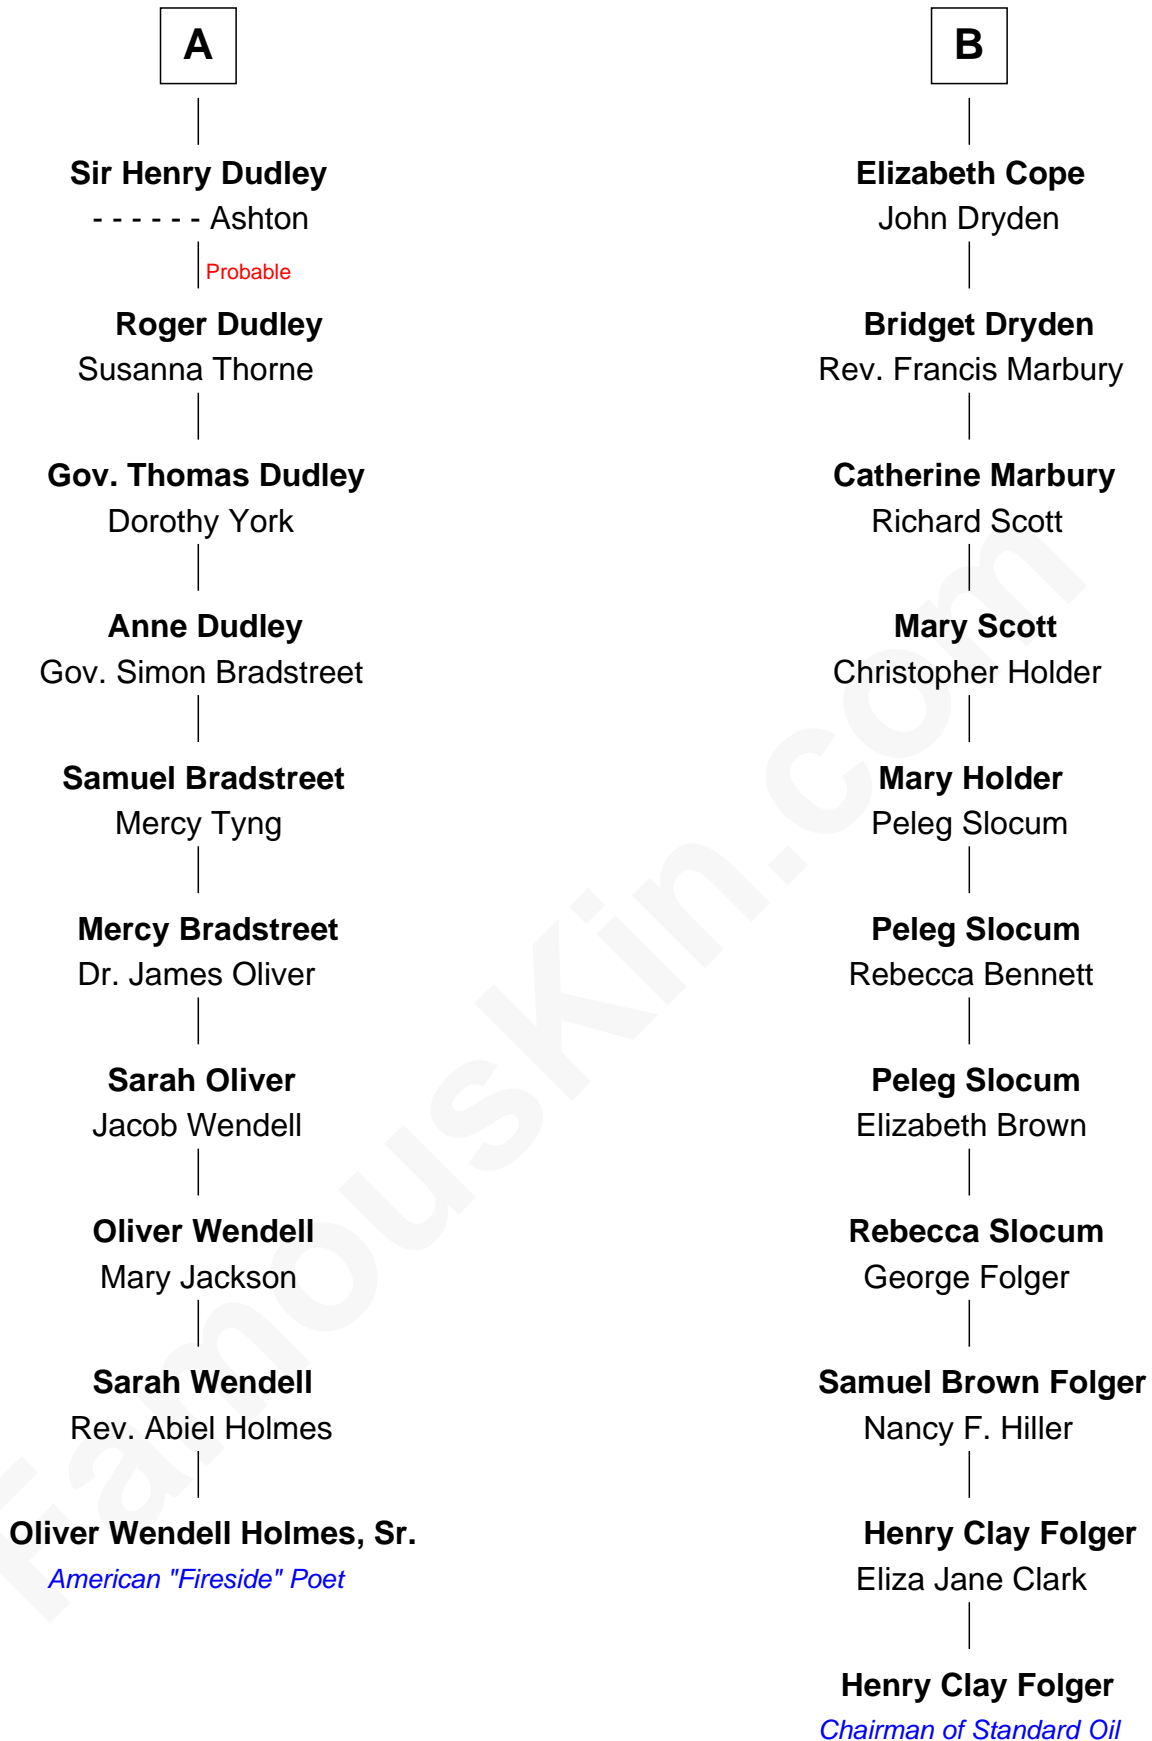 A
Sir Henry Dudley
- - - - - - Ashton
Probable
Roger Dudley
Susanna Thorne
Gov. Thomas Dudley
Dorothy York
Anne Dudley
Gov. Simon Bradstreet
Samuel Bradstreet
Mercy Tyng
Mercy Bradstreet
Dr. James Oliver
Sarah Oliver
Jacob Wendell
Oliver Wendell
Mary Jackson
Sarah Wendell
Rev. Abiel Holmes
Oliver Wendell Holmes, Sr.
American "Fireside" Poet
B
Elizabeth Cope
John Dryden
Bridget Dryden
Rev. Francis Marbury
Catherine Marbury
Richard Scott
Mary Scott
Christopher Holder
Mary Holder
Peleg Slocum
Peleg Slocum
Rebecca Bennett
Peleg Slocum
Elizabeth Brown
Rebecca Slocum
George Folger
Samuel Brown Folger
Nancy F. Hiller
Henry Clay Folger
Eliza Jane Clark
Henry Clay Folger
Chairman of Standard Oil
FamousKin.com